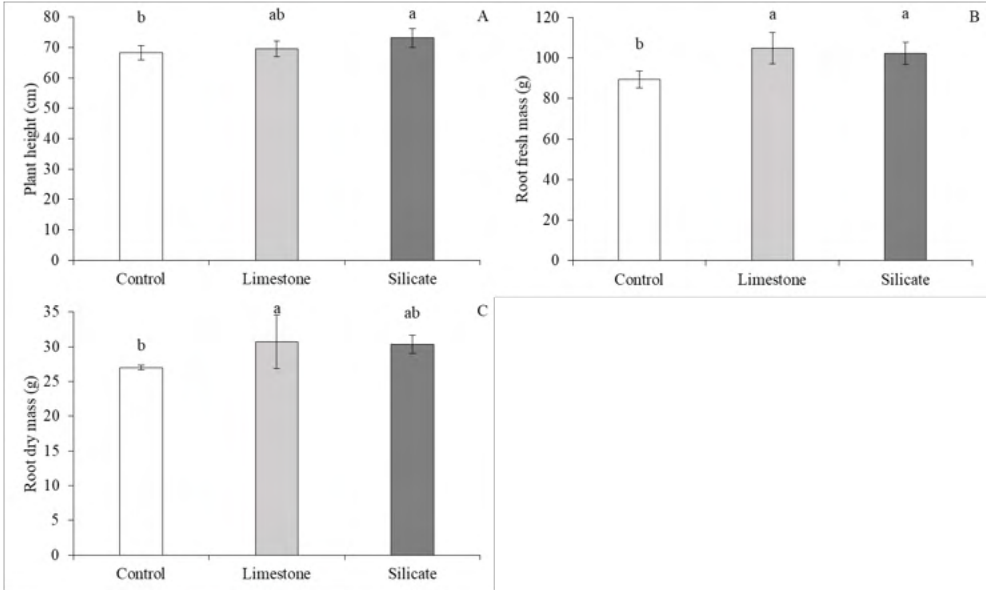 A
Plant height (cm)
80
70
60
50
40
30
20
10
0
b
ab
a
Control
Limestone
Silicate
B
Root fresh mass (g)
120
100
80
60
40
20
0
b
a
a
Control
Limestone
Silicate
C
Root dry mass (g)
35
30
25
20
15
10
5
0
b
a
ab
Control
Limestone
Silicate